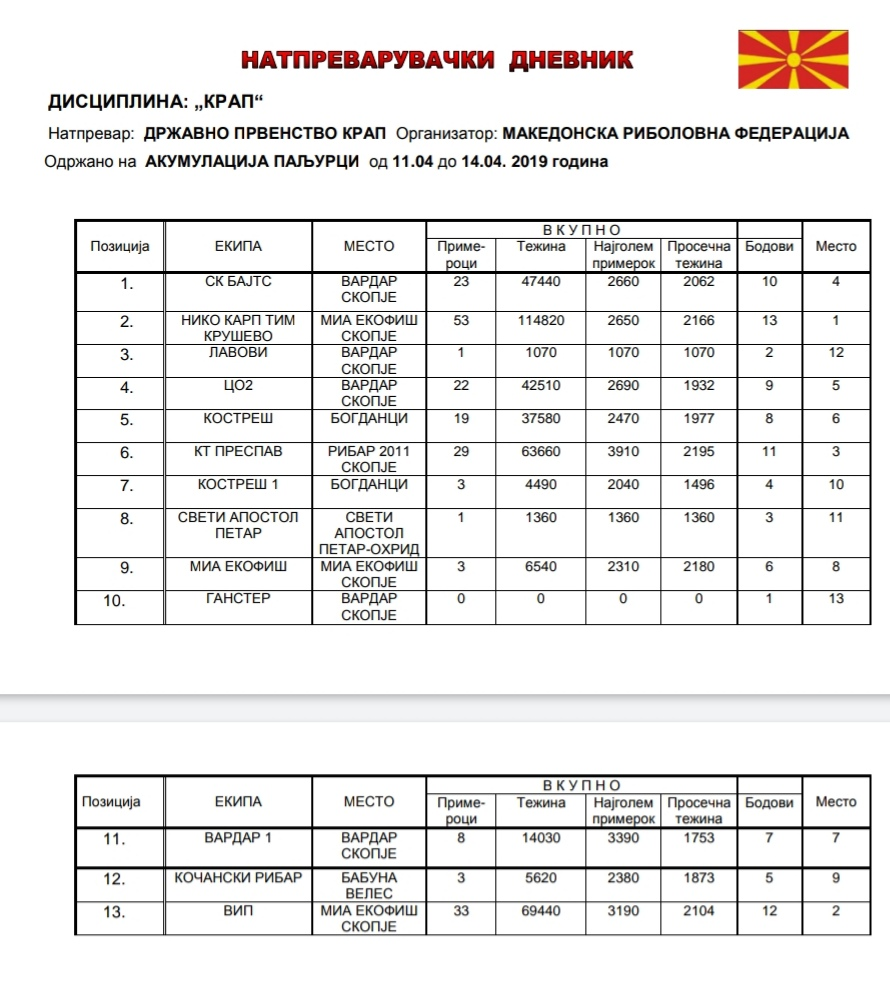 НАТПРЕВАРУВАЧКИ ДНЕВНИК
ДИСЦИПЛИНА: „КРАП“
Натпревар: ДРЖАВНО ПРВЕНСТВО КРАП Организатор: МАКЕДОНСКА РИБОЛОВНА ФЕДЕРАЦИЈА
Одржано на АКУМУЛАЦИЈА ПАЉУРЦИ од 11.04 до 14.04. 2019 година
В К У П Н О
Позиција ЕКИПА МЕСТО Приме- Тежина Најголем Просечна Бодови Место
роци примерок тежина
1. СК БАЈТС ВАРДАР 23 47440 2660 2062 10 4
СКОПЈЕ
2. НИКО КАРП ТИМ МИА ЕКОФИШ 53 114820 2650 2166 13 1
КРУШЕВО СКОПЈЕ
3. ЛАВОВИ ВАРДАР 1 1070 1070 1070 2 12
СКОПЈЕ
4. ЦО2 ВАРДАР 22 42510 2690 1932 9 5
СКОПЈЕ
5. КОСТРЕШ БОГДАНЦИ 19 37580 2470 1977 8 6
6. КТ ПРЕСПАВ РИБАР 2011 29 63660 3910 2195 11 3
СКОПЈЕ
7. КОСТРЕШ 1 БОГДАНЦИ 3 4490 2040 1496 4 10
8. СВЕТИ АПОСТОЛ СВЕТИ 1 1360 1360 1360 3 11
ПЕТАР АПОСТОЛ
ПЕТАР-ОХРИД
9. МИА ЕКОФИШ МИА ЕКОФИШ 3 6540 2310 2180 6 8
СКОПЈЕ
10. ГАНСТЕР ВАРДАР 0 0 0 0 1 13
СКОПЈЕ
В К У П Н О
Позиција ЕКИПА МЕСТО Приме- Тежина Најголем Просечна Бодови Место
роци примерок тежина
11. ВАРДАР 1 ВАРДАР 8 14030 3390 1753 7 7
СКОПЈЕ
12. КОЧАНСКИ РИБАР БАБУНА 3 5620 2380 1873 5 9
ВЕЛЕС
13. ВИП МИА ЕКОФИШ 33 69440 3190 2104 12 2
СКОПЈЕ